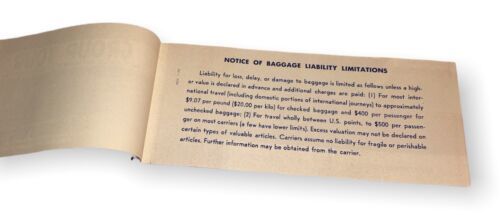 NOTICE OF BAGGAGE LIABILITY LIMITATIONS
Liability for loss, delay, or damage to baggage is limited as follows unless a high-
er value is declared in advance and additional charges are paid: (1) For most inter-
national travel (including domestic portions of international journeys) to approximately
$9.07 per pound ($20.00 per kilo) for checked baggage and $400 per passenger for
unchecked baggage; (2) For travel wholly between U.S. points, to $500 per passen-
ger on most carriers (a few have lower limits). Excess valuation may not be declared on
certain types of valuable articles. Carriers assume no liability for fragile or perishable
articles. Further information may be obtained from the carrier.